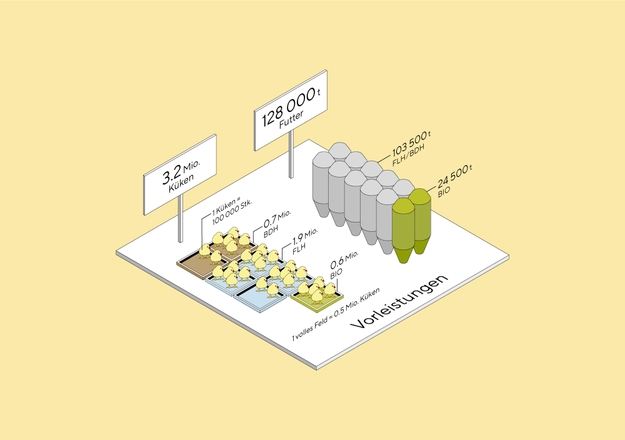 128 000 t
Futter
3.2 Mio.
Küken
103 500 t
FLH/BDH
24 500 t
BIO
1 Küken =
100 000 Stk.
0.7 Mio.
BDH
1.9 Mio.
FLH
0,6 Mio.
BIO
1 volles Feld = 0.5 Mio. Küken
Vorleistungen